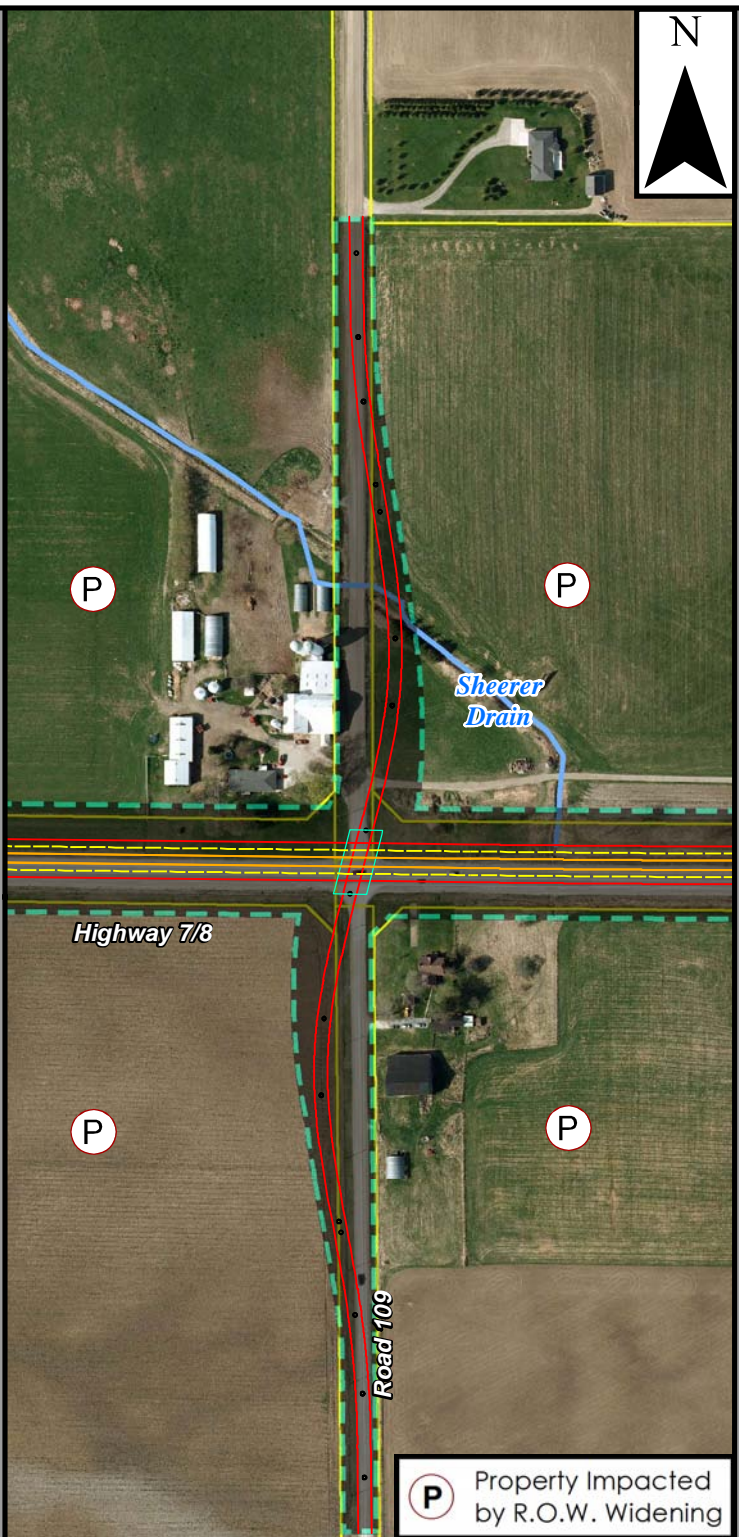 N
P
P
Sheerer
Drain
Highway 7/8
P
P
Road 109
P
Property Impacted
by R.O.W. Widening